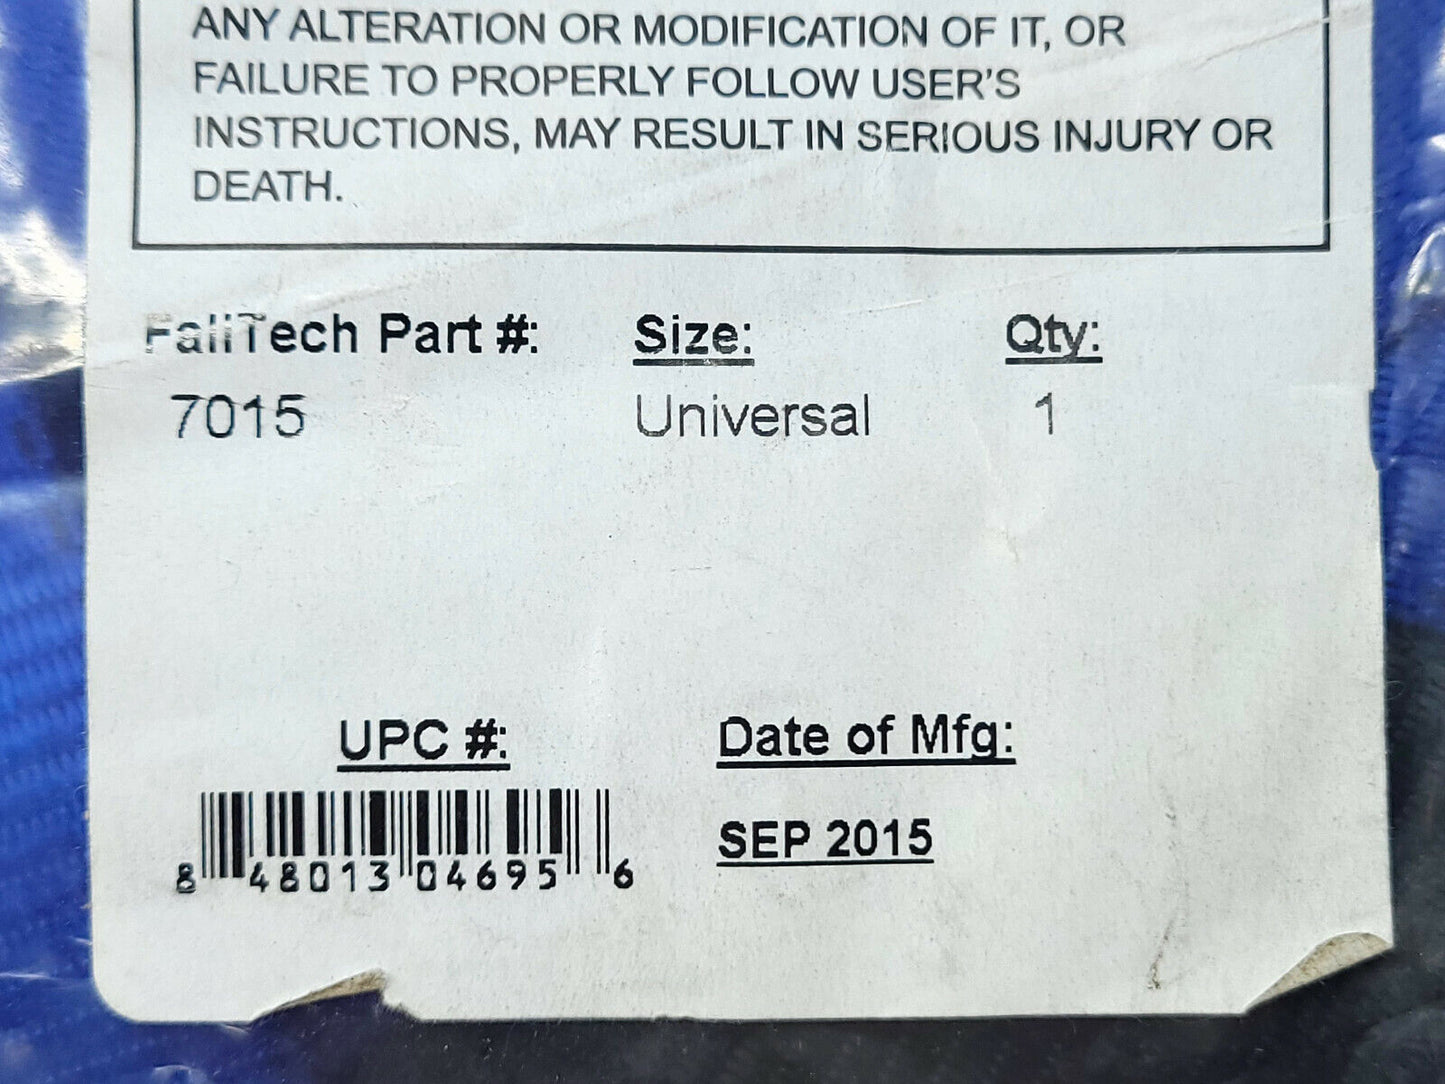 ANY ALTERATION OR MODIFICATION OF IT, OR
FAILURE TO PROPERLY FOLLOW USER'S
INSTRUCTIONS, MAY RESULT IN SERIOUS INJURY OR
DEATH.
FallTech Part #: Size: Qty:
7015 Universal 1
UPC #: Date of Mfg:
SEP 2015
8 48013 04695 6